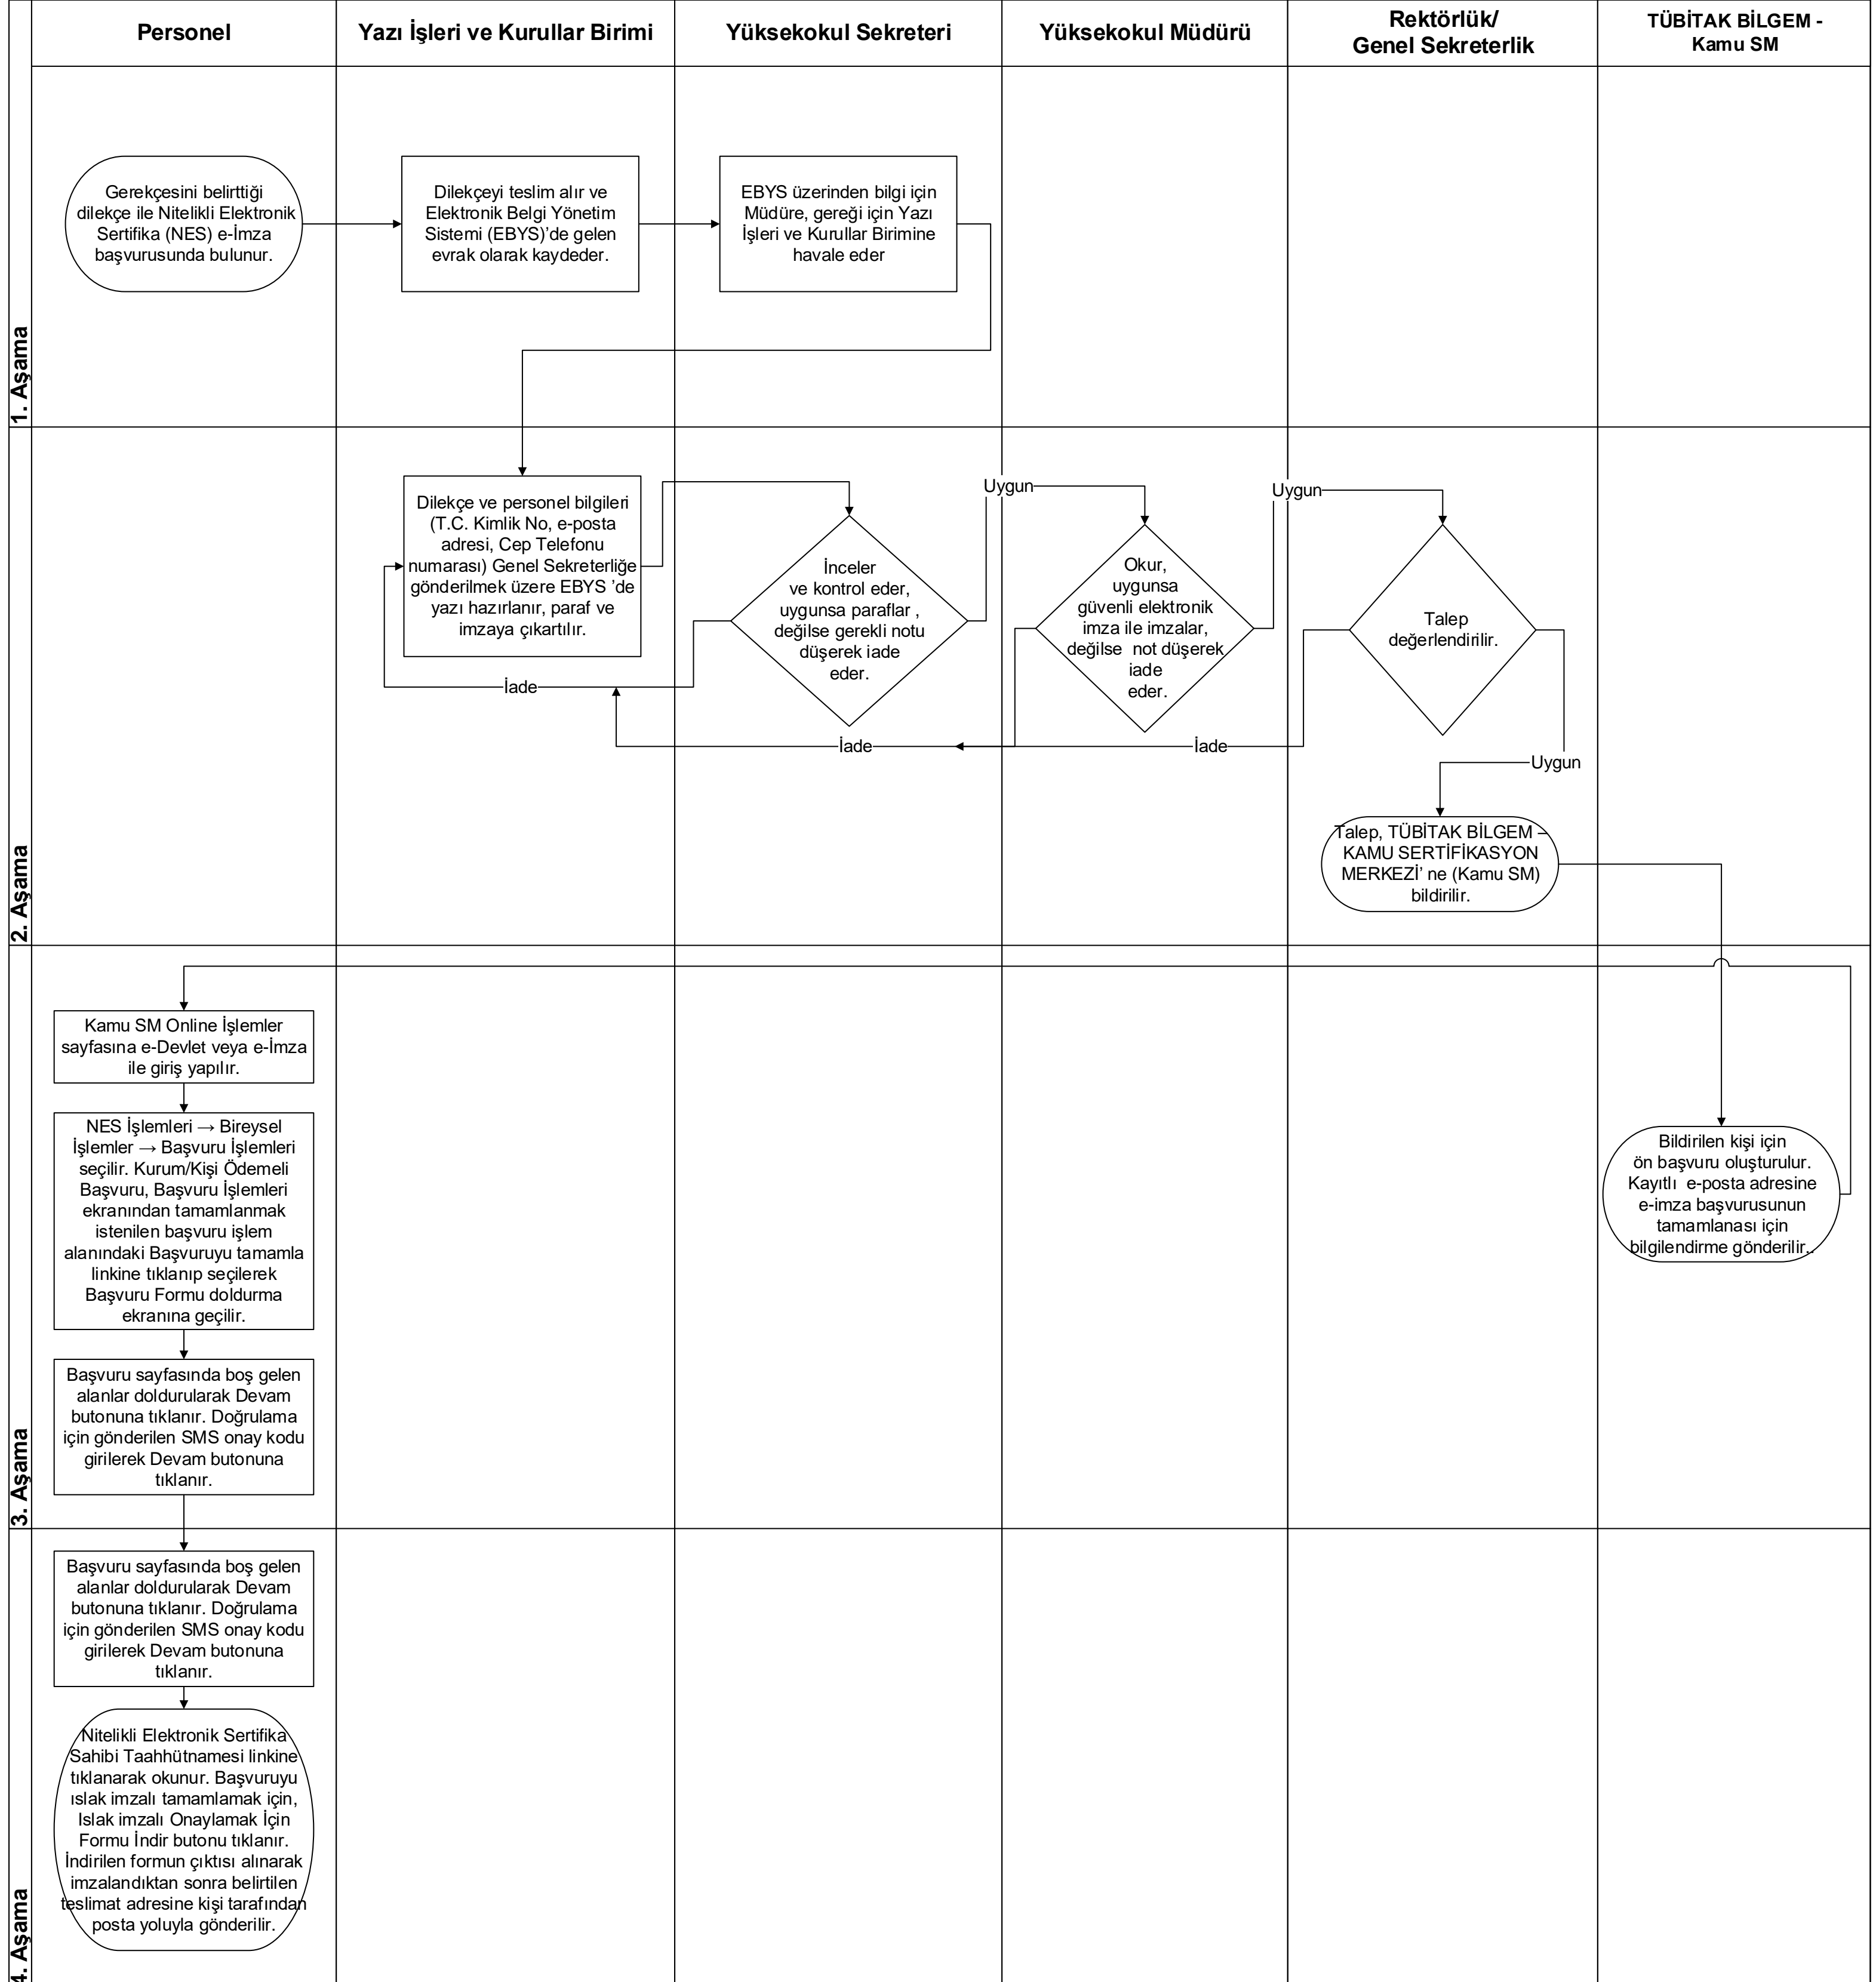 Personel
Yazı İşleri ve Kurullar Birimi
Yüksekokul Sekreteri
Yüksekokul Müdürü
Rektörlük/
Genel Sekreterlik
TÜBİTAK BİLGEM -
Kamu SM
1. Aşama
Gerekçesini belirttiği
dilekçe ile Nitelikli Elektronik
Sertifika (NES) e-İmza
başvurusunda bulunur.
Dilekçeyi teslim alır ve
Elektronik Belgi Yönetim
Sistemi (EBYS)’de gelen
evrak olarak kaydeder.
EBYS üzerinden bilgi için
Müdüre, gereği için Yazı
İşleri ve Kurullar Birimine
havale eder
2. Aşama
Dilekçe ve personel bilgileri
(T.C. Kimlik No, e-posta
adresi, Cep Telefonu
numarası) Genel Sekreterliğe
gönderilmek üzere EBYS ’de
yazı hazırlanır, paraf ve
imzaya çıkartılır.
İade
İnceler
ve kontrol eder,
uygunsa paraflar ,
değilse gerekli notu
düşerek iade
eder.
Uygun
İade
Okur,
uygunsa
güvenli elektronik
imza ile imzalar,
değilse  not düşerek
iade
eder.
Uygun
İade
Talep
değerlendirilir.
Uygun
Talep, TÜBİTAK BİLGEM –
KAMU SERTİFİKASYON
MERKEZİ’ ne (Kamu SM)
bildirilir.
3. Aşama
Kamu SM Online İşlemler
sayfasına e-Devlet veya e-İmza
ile giriş yapılır.
NES İşlemleri → Bireysel
İşlemler → Başvuru İşlemleri
seçilir. Kurum/Kişi Ödemeli
Başvuru, Başvuru İşlemleri
ekranından tamamlanmak
istenilen başvuru işlem
alanındaki Başvuruyu tamamla
linkine tıklanıp seçilerek
Başvuru Formu doldurma
ekranına geçilir.
Başvuru sayfasında boş gelen
alanlar doldurularak Devam
butonuna tıklanır. Doğrulama
için gönderilen SMS onay kodu
girilerek Devam butonuna
tıklanır.
Bildirilen kişi için
ön başvuru oluşturulur.
Kayıtlı  e-posta adresine
e-imza başvurusunun
tamamlanası için
bilgilendirme gönderilir..
4. Aşama
Başvuru sayfasında boş gelen
alanlar doldurularak Devam
butonuna tıklanır. Doğrulama
için gönderilen SMS onay kodu
girilerek Devam butonuna
tıklanır.
Nitelikli Elektronik Sertifika
Sahibi Taahhütnamesi linkine
tıklanarak okunur. Başvuruyu
ıslak imzalı tamamlamak için,
Islak imzalı Onaylamak İçin
Formu İndir butonu tıklanır.
İndirilen formun çıktısı alınarak
imzalandıktan sonra belirtilen
teslimat adresine kişi tarafından
posta yoluyla gönderilir.